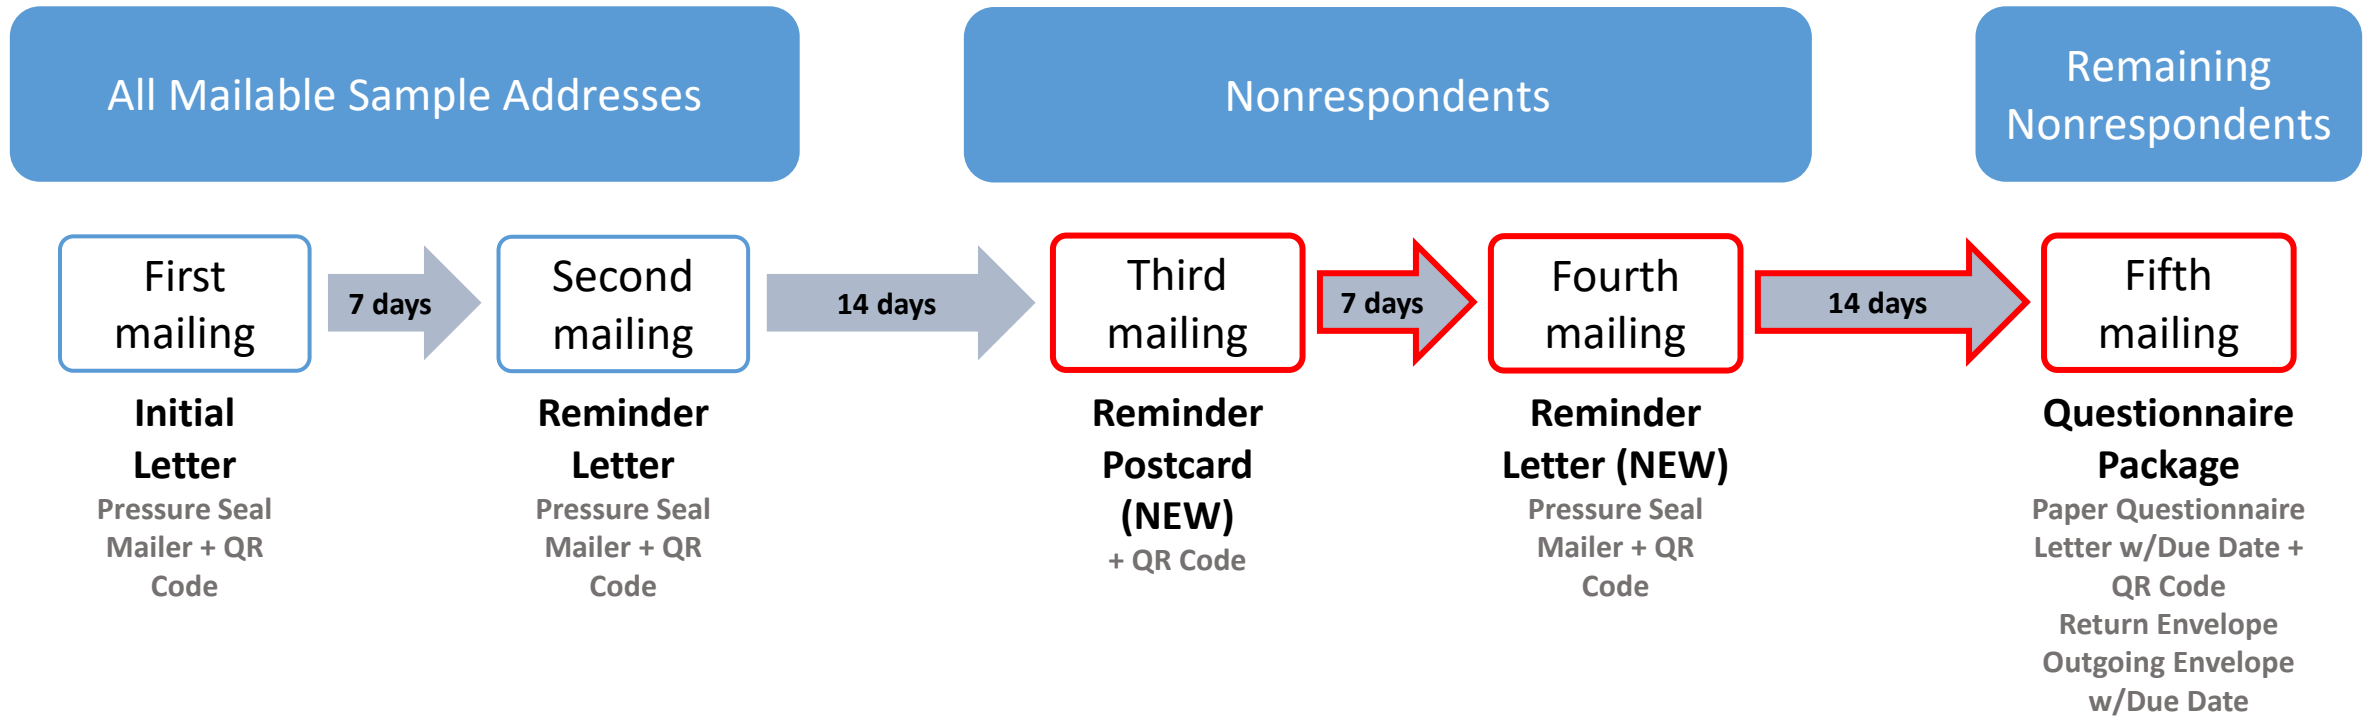 All Mailable Sample Addresses
Nonrespondents
Remaining
Nonrespondents
First
mailing
7 days
Second
mailing
14 days
Third
mailing
7 days
Fourth
mailing
14 days
Fifth
mailing
Initial
Letter
Pressure Seal
Mailer + QR
Code
Reminder
Letter
Pressure Seal
Mailer + QR
Code
Reminder
Postcard
(NEW)
+ QR Code
Reminder
Letter (NEW)
Pressure Seal
Mailer + QR
Code
Questionnaire
Package
Paper Questionnaire
Letter w/Due Date +
QR Code
Return Envelope
Outgoing Envelope
w/Due Date